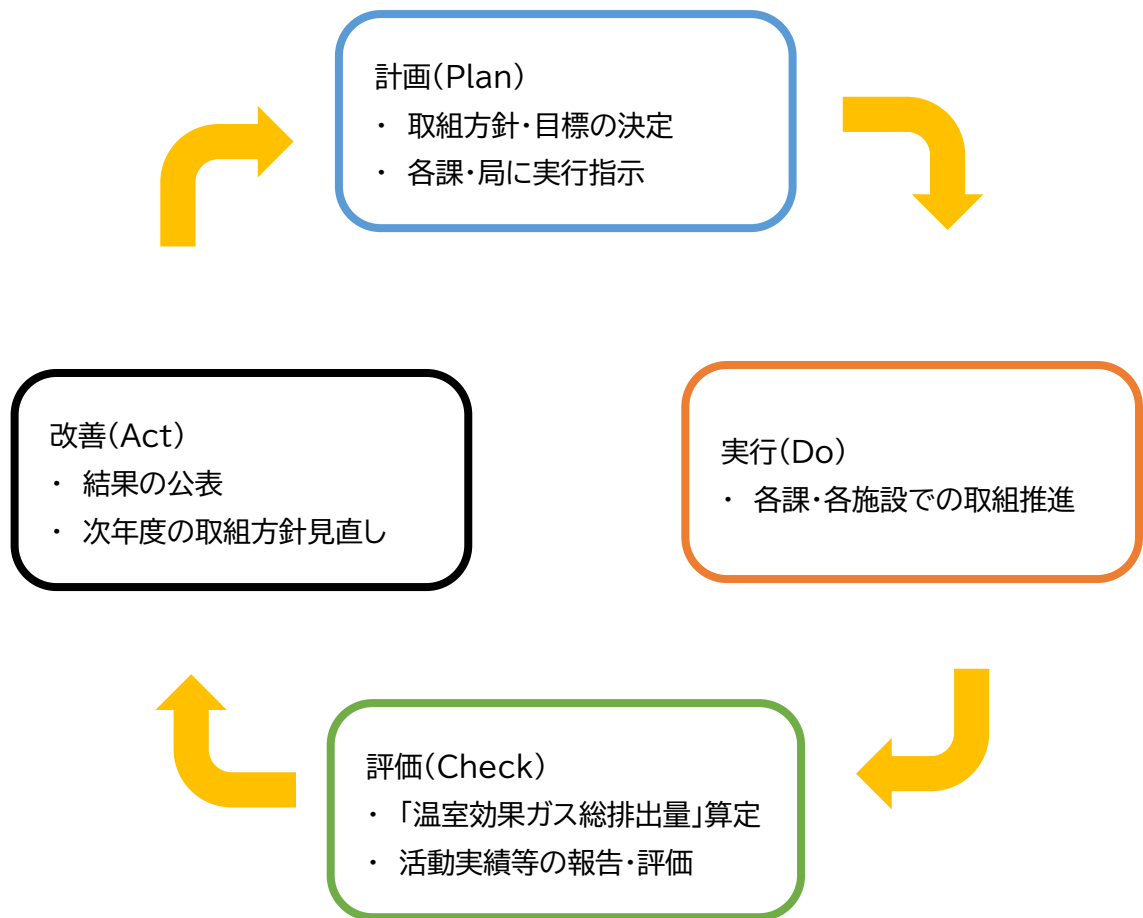 計画(Plan)
・ 取組方針・目標の決定
・ 各課・局に実行指示
改善(Act)
・ 結果の公表
・ 次年度の取組方針見直し
実行(Do)
・ 各課・各施設での取組推進
評価(Check)
・ 「温室効果ガス総排出量」算定
・ 活動実績等の報告・評価